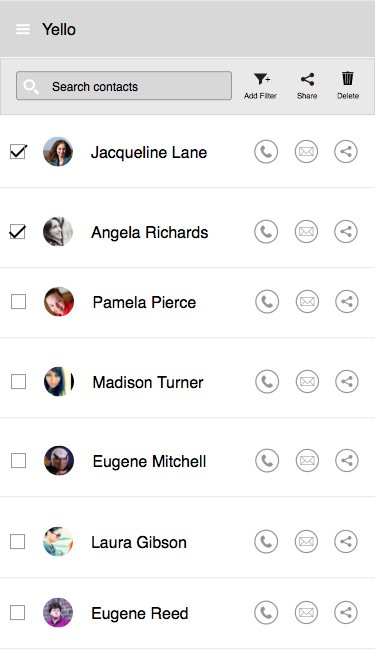 Yello
Search contacts
Add Filter
Share
Delete
Jacqueline Lane
Angela Richards
Pamela Pierce
Madison Turner
Eugene Mitchell
Laura Gibson
Eugene Reed